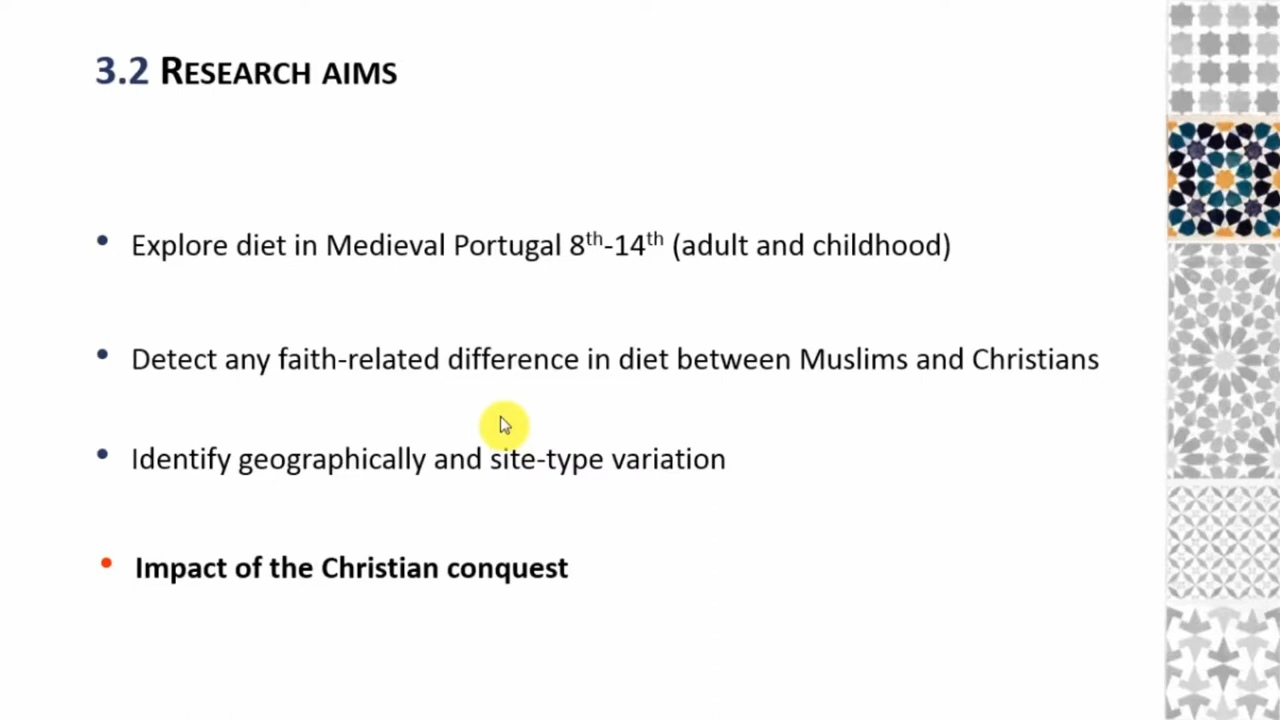 3.2 RESEARCH AIMS
• Explore diet in Medieval Portugal 8th-14th (adult and childhood)
• Detect any faith-related difference in diet between Muslims and Christians
• Identify geographically and site-type variation
• Impact of the Christian conquest